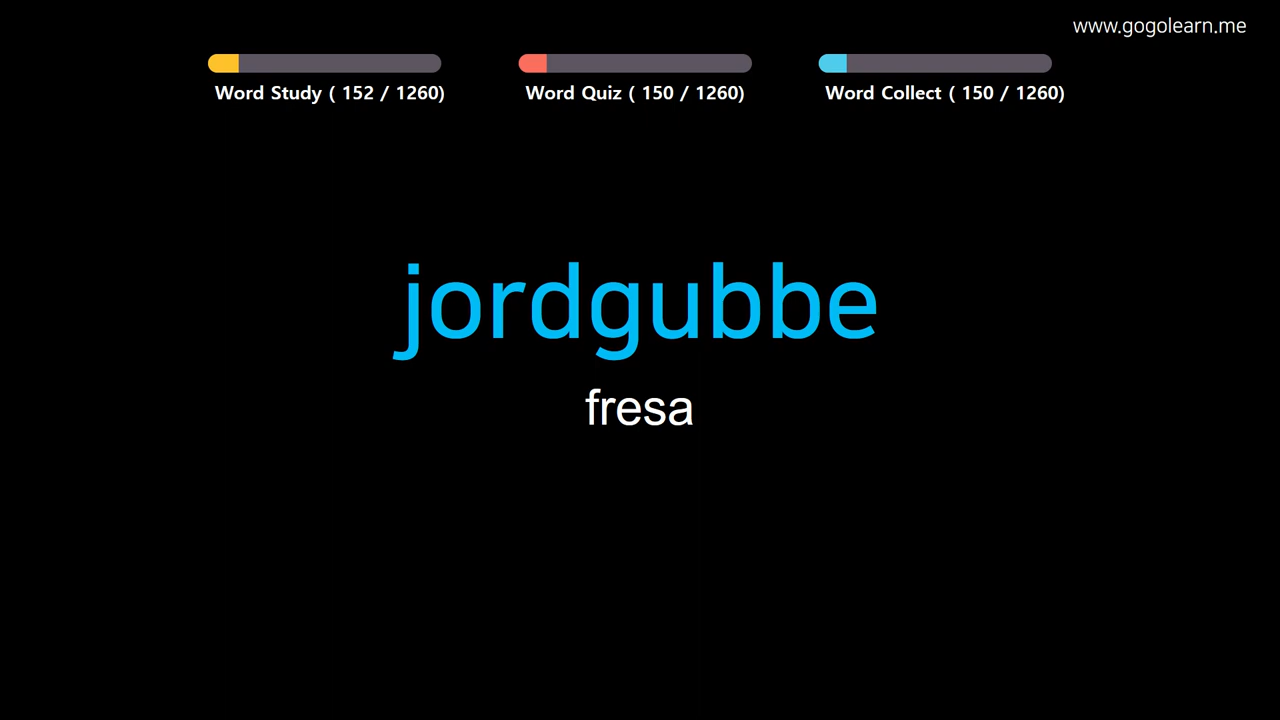 www.gogolearn.me
Word Study ( 152 / 1260)
Word Quiz ( 150 / 1260)
Word Collect ( 150 / 1260)
jordgubbe
fresa